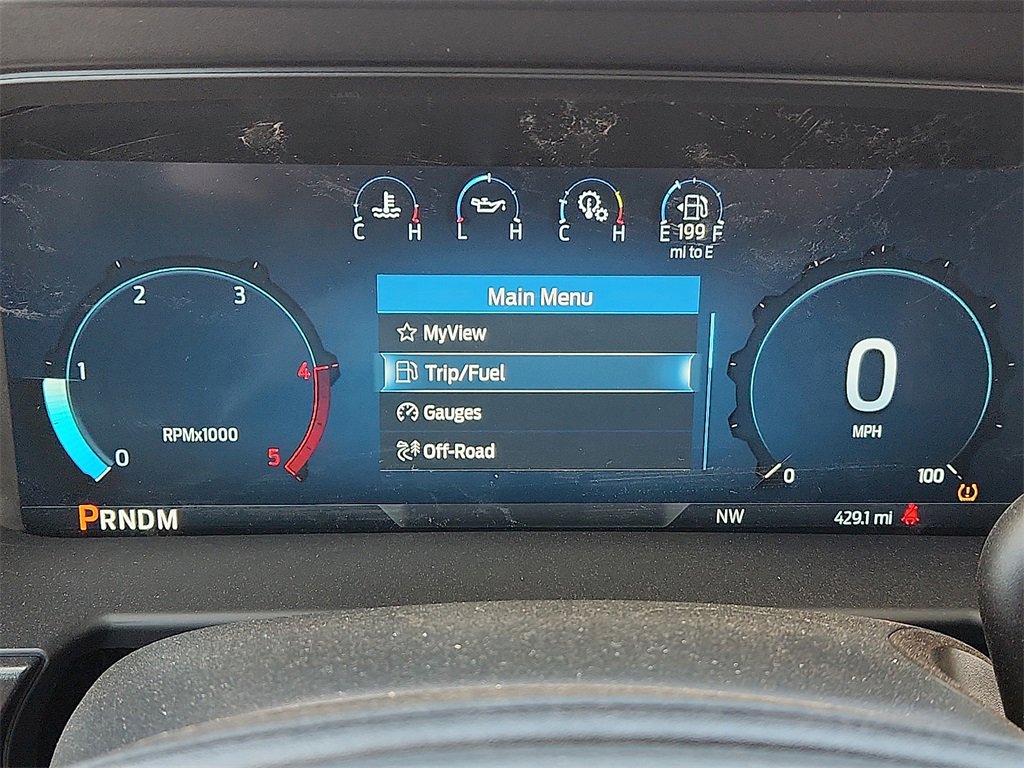 C H
L H
C H
E 199 F
mi to E
Main Menu
MyView
Trip/Fuel
Gauges
Off-Road
0
1
2
3
4
5
RPMx1000
0
MPH
0
100
PRNDM
NW
429.1 mi